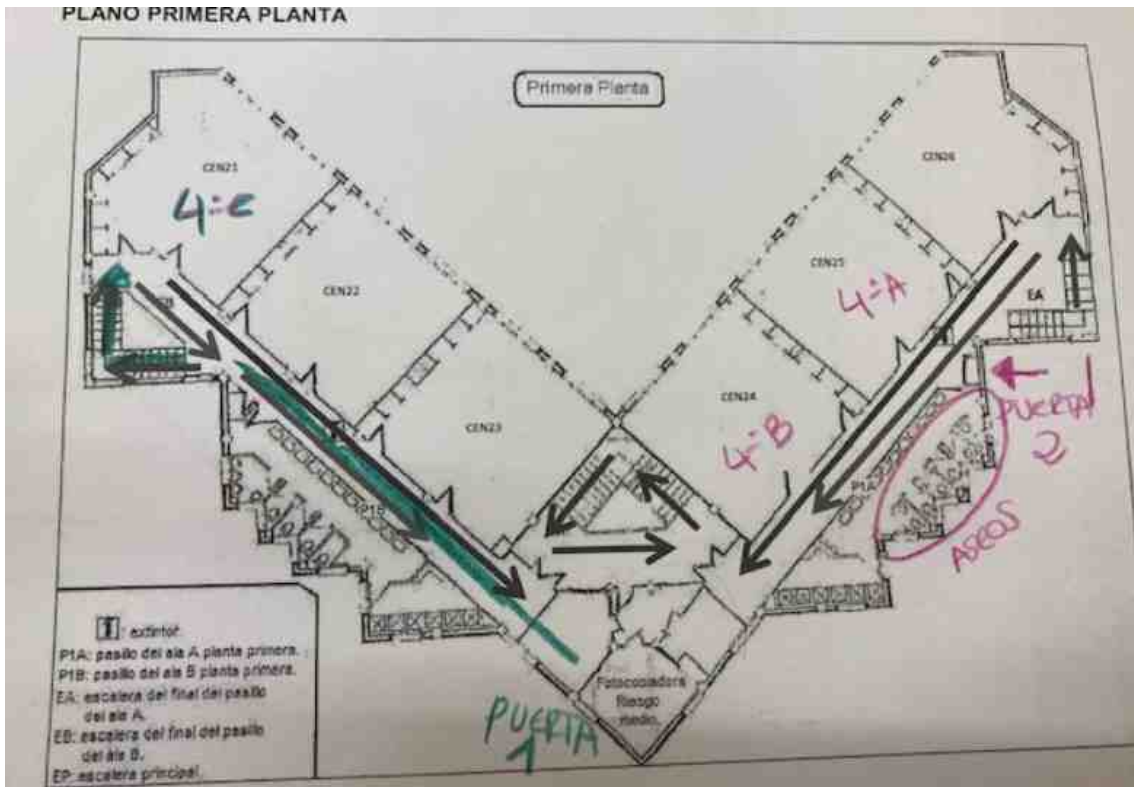 PLANO PRIMERA PLANTA
Primera Planta
CEN21
4ºC
CEN22
CEN23
CEN24
4ºB
CEN25
4ºA
CEN26
EB
EA
P1B
P1A
PUERTA
2
ASEOS
PUERTA
1
Fotocopiadora
Riesgo
medio.
: extintor.
P1A: pasillo del ala A planta primera.
P1B: pasillo del ala B planta primera.
EA: escalera del final del pasillo
del ala A.
EB: escalera del final del pasillo
del ala B.
EP: escalera principal.